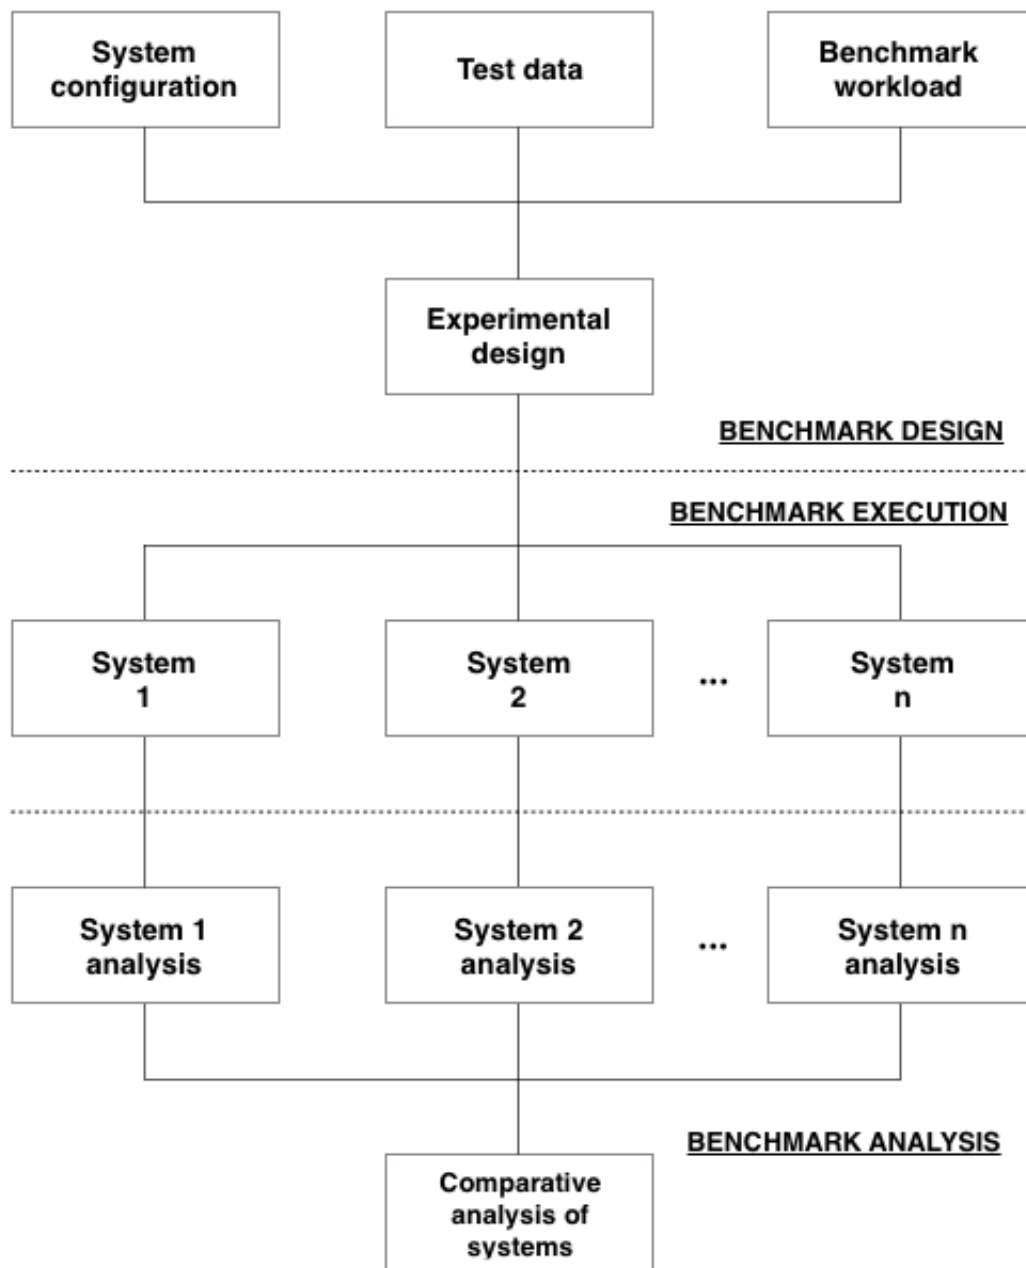 System
configuration
Test data
Benchmark
workload
Experimental
design
BENCHMARK DESIGN
BENCHMARK EXECUTION
System
1
System
2
...
System
n
System 1
analysis
System 2
analysis
...
System n
analysis
BENCHMARK ANALYSIS
Comparative
analysis of
systems